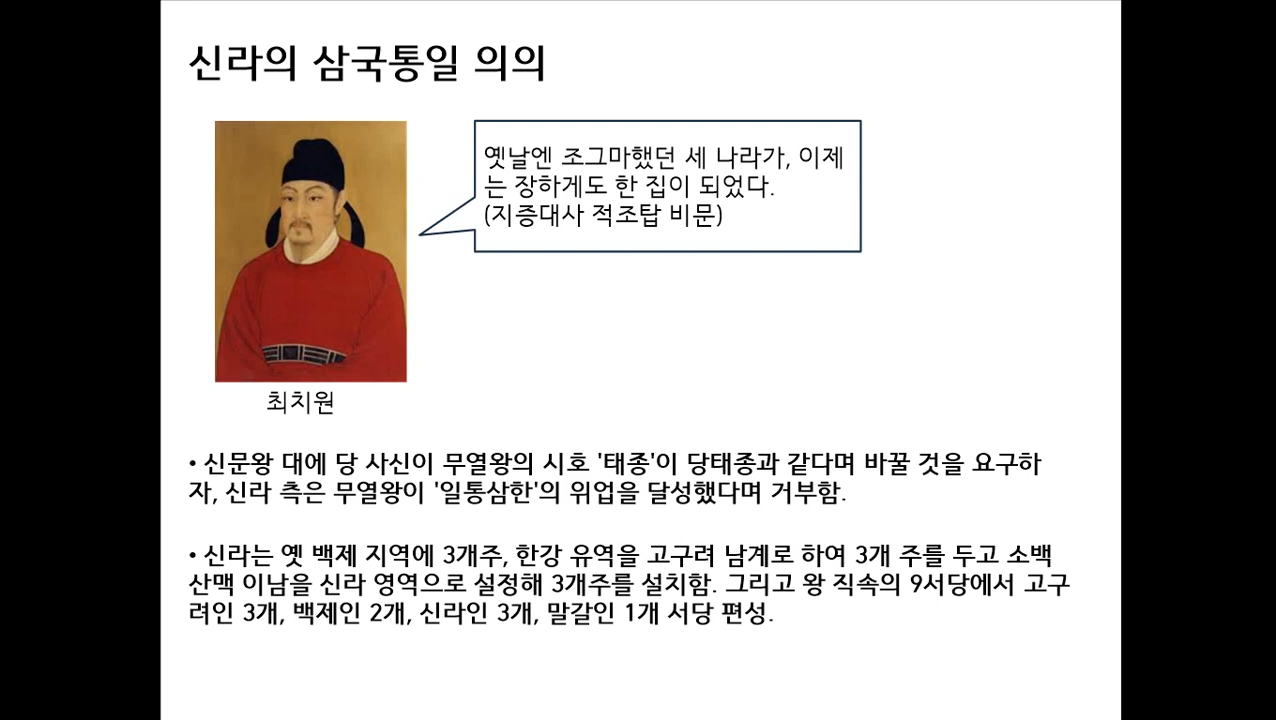 신라의 삼국통일 의의
옛날엔 조그마했던 세 나라가, 이제
는 장하게도 한 집이 되었다.
(지증대사 적조탑 비문)
최치원
• 신문왕 대에 당 사신이 무열왕의 시호 '태종'이 당태종과 같다며 바꿀 것을 요구하
자, 신라 측은 무열왕이 '일통삼한'의 위업을 달성했다며 거부함.
• 신라는 옛 백제 지역에 3개주, 한강 유역을 고구려 남계로 하여 3개 주를 두고 소백
산맥 이남을 신라 영역으로 설정해 3개주를 설치함. 그리고 왕 직속의 9서당에서 고구
려인 3개, 백제인 2개, 신라인 3개, 말갈인 1개 서당 편성.